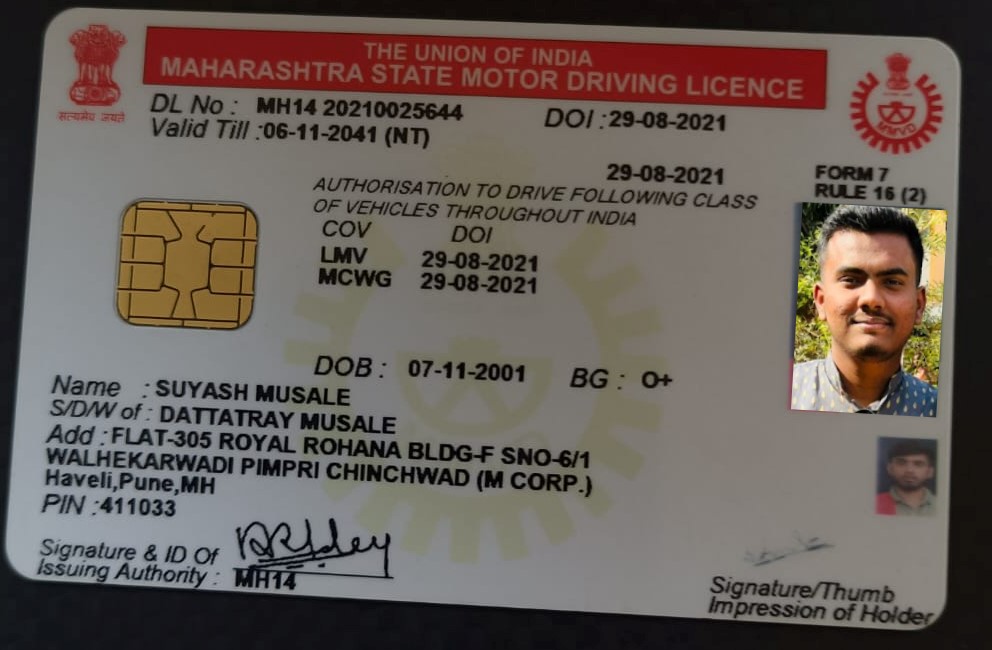 THE UNION OF INDIA
MAHARASHTRA STATE MOTOR DRIVING LICENCE
सत्यमेव जयते
DL No : MH14 20210025644 DOI : 29-08-2021
Valid Till : 06-11-2041 (NT)
MMVD
29-08-2021
FORM 7
RULE 16 (2)
AUTHORISATION TO DRIVE FOLLOWING CLASS
OF VEHICLES THROUGHOUT INDIA
COV DOI
LMV 29-08-2021
MCWG 29-08-2021
DOB : 07-11-2001 BG : O+
Name : SUYASH MUSALE
S/D/W of : DATTATRAY MUSALE
Add : FLAT-305 ROYAL ROHANA BLDG-F SNO-6/1
WALHEKARWADI PIMPRI CHINCHWAD (M CORP.)
Haveli,Pune,MH
PIN : 411033
Signature & ID Of
Issuing Authority : MH14
Signature/Thumb
Impression of Holder